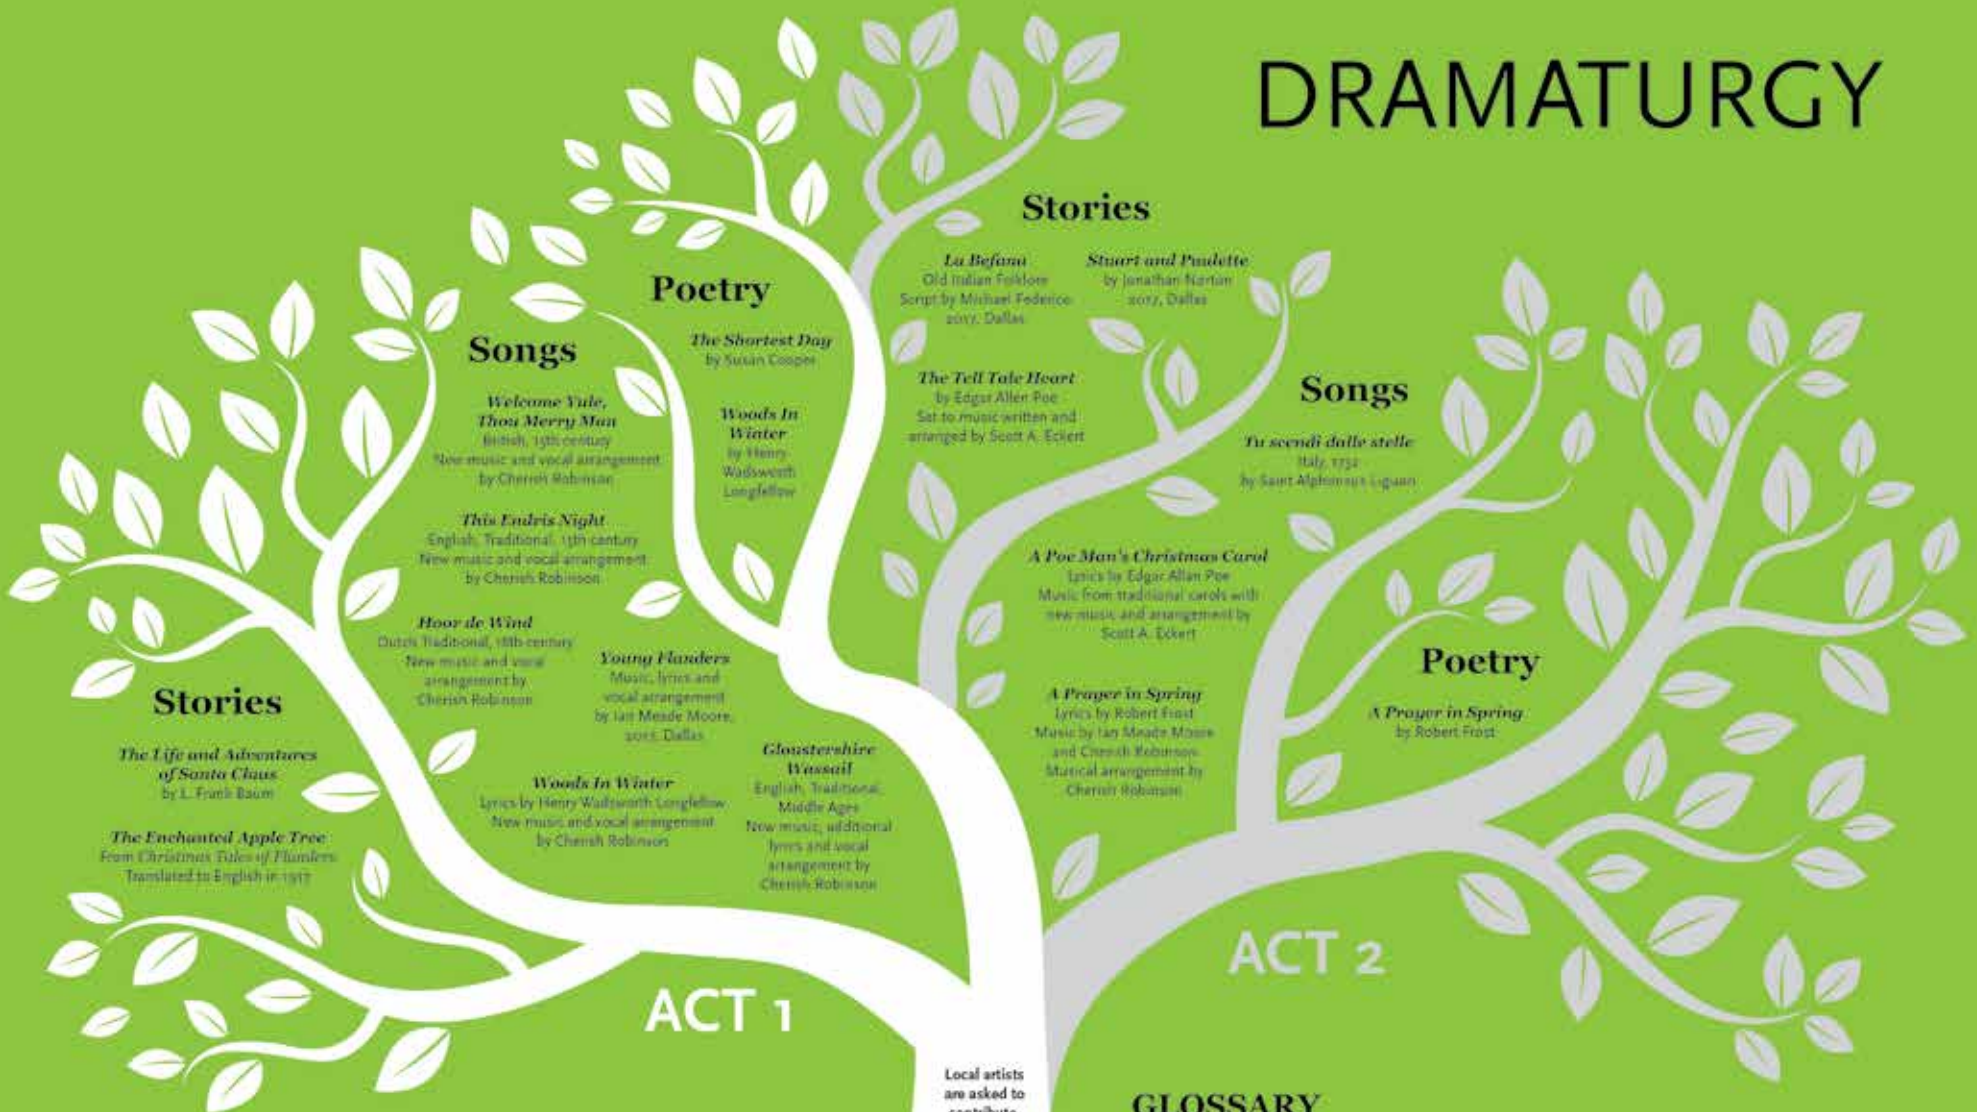 DRAMATURGY
Stories
The Life and Adventures
of Santa Claus
by L. Frank Baum
The Enchanted Apple Tree
From Christmas Tales of Flanders
Translated to English in 1917
Songs
Welcome Yule,
Thou Merry Man
British, 15th century
New music and vocal arrangement
by Cherish Robinson
This Endris Night
English, Traditional, 15th century
New music and vocal arrangement
by Cherish Robinson
Hoor de Wind
Dutch Traditional, 18th century
New music and vocal
arrangement by
Cherish Robinson
Young Flanders
Music, lyrics and
vocal arrangement
by Ian Meade Moore,
Dallas
Woods In Winter
Lyrics by Henry Wadsworth Longfellow
New music and vocal arrangement
by Cherish Robinson
Gloustershire
Wassail
English, Traditional,
Middle Ages
New music, additional
lyrics and vocal
arrangement by
Cherish Robinson
Poetry
The Shortest Day
by Susan Cooper
Woods In
Winter
by Henry
Wadsworth
Longfellow
ACT 1
Stories
La Befana
Old Italian Folklore
Script by Michael Federico
2017, Dallas
Stuart and Paulette
by Jonathan Norton
2017, Dallas
The Tell Tale Heart
by Edgar Allen Poe
Set to music written and
arranged by Scott A. Eckert
Songs
Tu scendi dalle stelle
Italy, 1732
by Saint Alphonsus Liguori
A Poe Man's Christmas Carol
Lyrics by Edgar Allan Poe
Music from traditional carols with
new music and arrangement by
Scott A. Eckert
A Prayer in Spring
Lyrics by Robert Frost
Music by Ian Meade Moore
and Cherish Robinson
Musical arrangement by
Cherish Robinson
Poetry
A Prayer in Spring
by Robert Frost
ACT 2
Local artists
are asked to
contribute
GLOSSARY